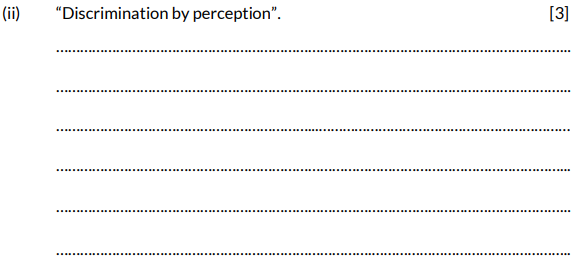 (ii) “Discrimination by perception”. [3]